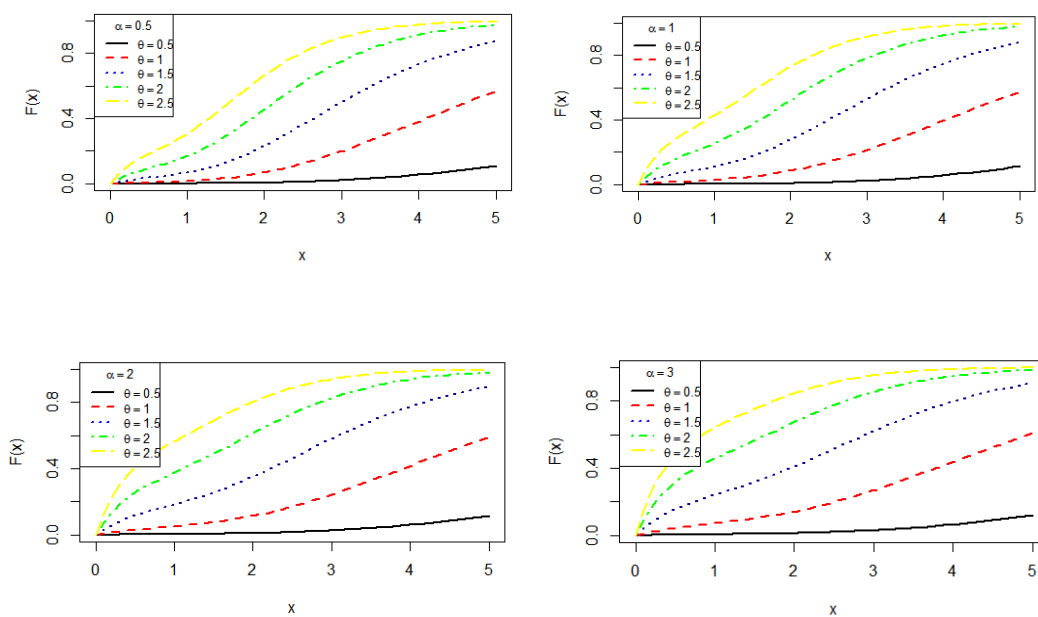 α = 0.5
θ = 0.5
θ = 1
θ = 1.5
θ = 2
θ = 2.5
F(x)
0.0 0.4 0.8
0 1 2 3 4 5
x
α = 1
θ = 0.5
θ = 1
θ = 1.5
θ = 2
θ = 2.5
F(x)
0.0 0.4 0.8
0 1 2 3 4 5
x
α = 2
θ = 0.5
θ = 1
θ = 1.5
θ = 2
θ = 2.5
F(x)
0.0 0.4 0.8
0 1 2 3 4 5
x
α = 3
θ = 0.5
θ = 1
θ = 1.5
θ = 2
θ = 2.5
F(x)
0.0 0.4 0.8
0 1 2 3 4 5
x